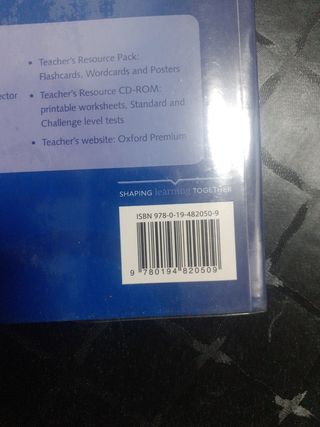 • Teacher's Resource Pack:
Flashcards, Wordcards and Posters
ector
• Teacher's Resource CD-ROM:
printable worksheets, Standard and
Challenge level tests
• Teacher's website: Oxford Premium
SHAPING learning TOGETHER
ISBN 978-0-19-482050-9
9 780194 820509